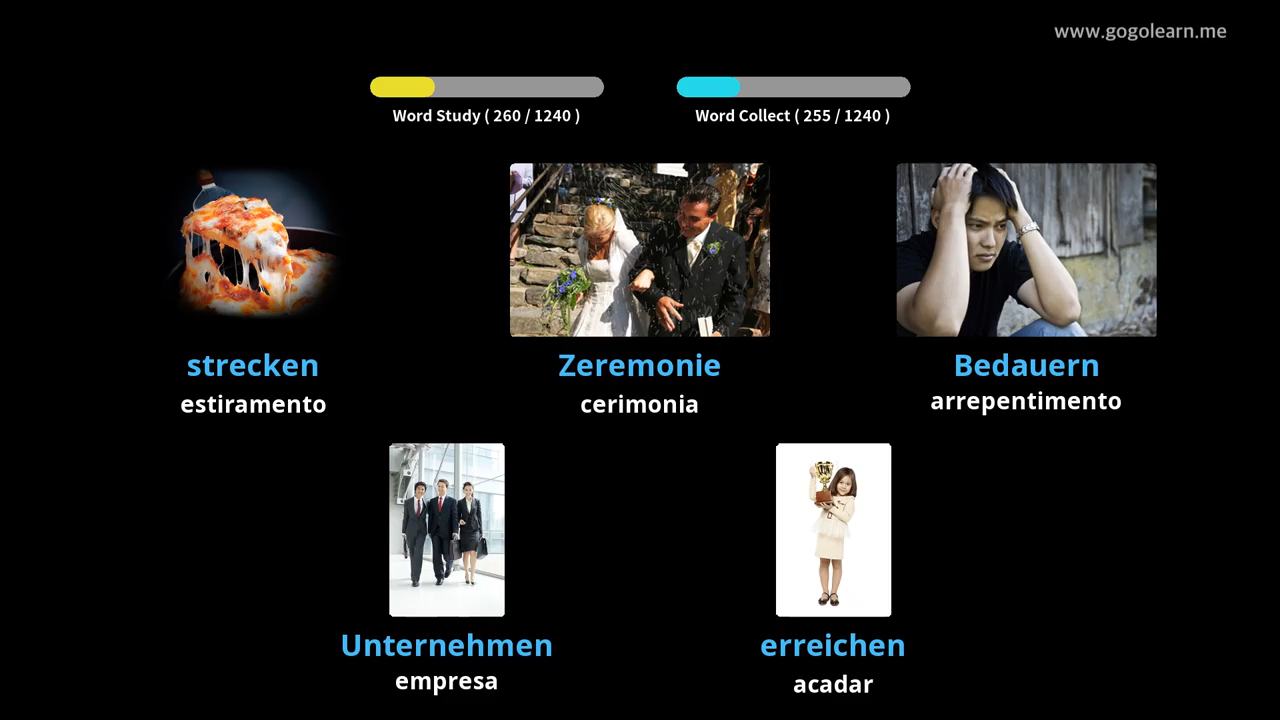 www.gogolearn.me
Word Study ( 260 / 1240 )
Word Collect ( 255 / 1240 )
strecken
estiramento
Zeremonie
cerimonia
Bedauern
arrepentimento
Unternehmen
empresa
erreichen
acadar